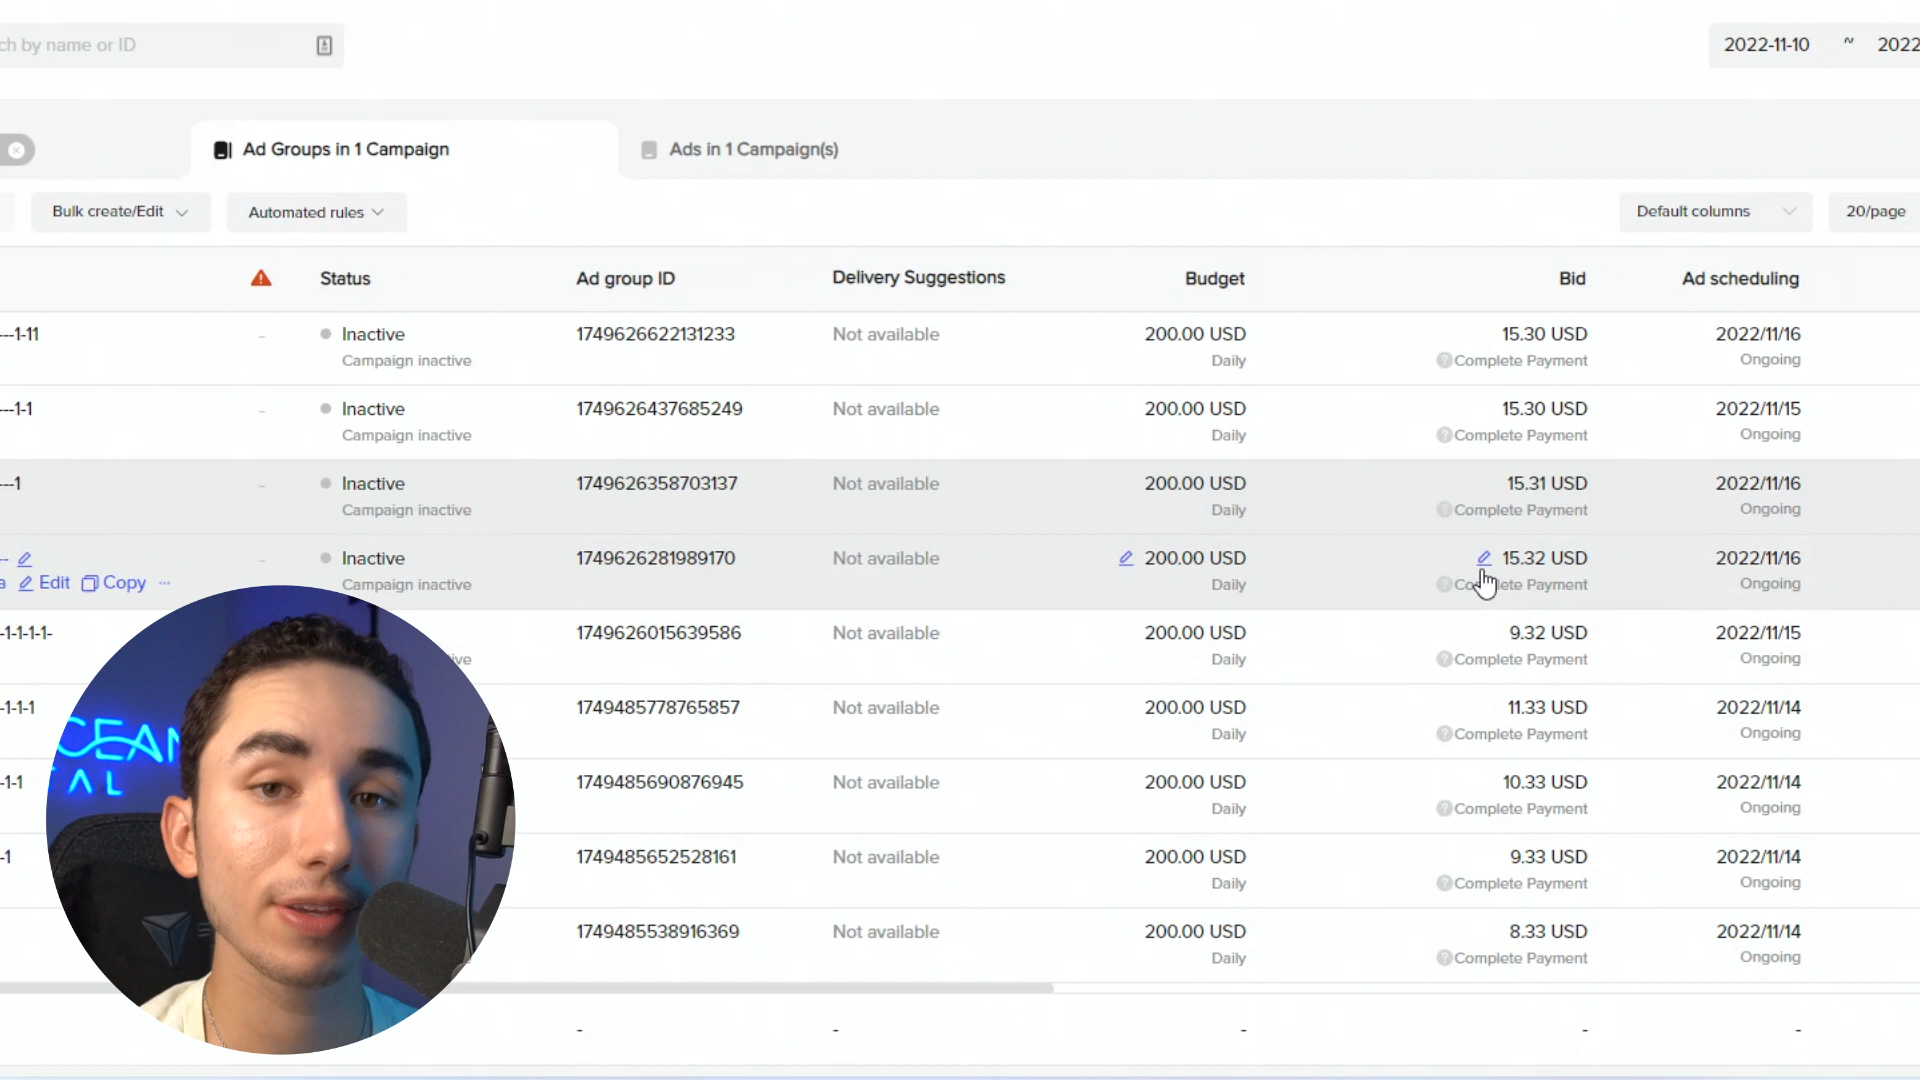 ch by name or ID
2022-11-10 ~ 2022
Ad Groups in 1 Campaign
Ads in 1 Campaign(s)
Bulk create/Edit
Automated rules
Default columns
20/page
Status Ad group ID Delivery Suggestions Budget Bid Ad scheduling
---1-11 - Inactive 1749626622131233 Not available 200.00 USD 15.30 USD 2022/11/16
Campaign inactive Daily Complete Payment Ongoing
---1-1 - Inactive 1749626437685249 Not available 200.00 USD 15.30 USD 2022/11/15
Campaign inactive Daily Complete Payment Ongoing
---1 - Inactive 1749626358703137 Not available 200.00 USD 15.31 USD 2022/11/16
Campaign inactive Daily Complete Payment Ongoing
-- - Inactive 1749626281989170 Not available 200.00 USD 15.32 USD 2022/11/16
a Edit Copy ... Campaign inactive Daily Complete Payment Ongoing
-1-1-1-1- 1749626015639586 Not available 200.00 USD 9.32 USD 2022/11/15
ive Daily Complete Payment Ongoing
-1-1-1 1749485778765857 Not available 200.00 USD 11.33 USD 2022/11/14
Daily Complete Payment Ongoing
-1-1 1749485690876945 Not available 200.00 USD 10.33 USD 2022/11/14
Daily Complete Payment Ongoing
-1 1749485652528161 Not available 200.00 USD 9.33 USD 2022/11/14
Daily Complete Payment Ongoing
1749485538916369 Not available 200.00 USD 8.33 USD 2022/11/14
Daily Complete Payment Ongoing
- - - - -
CEAN
TAL